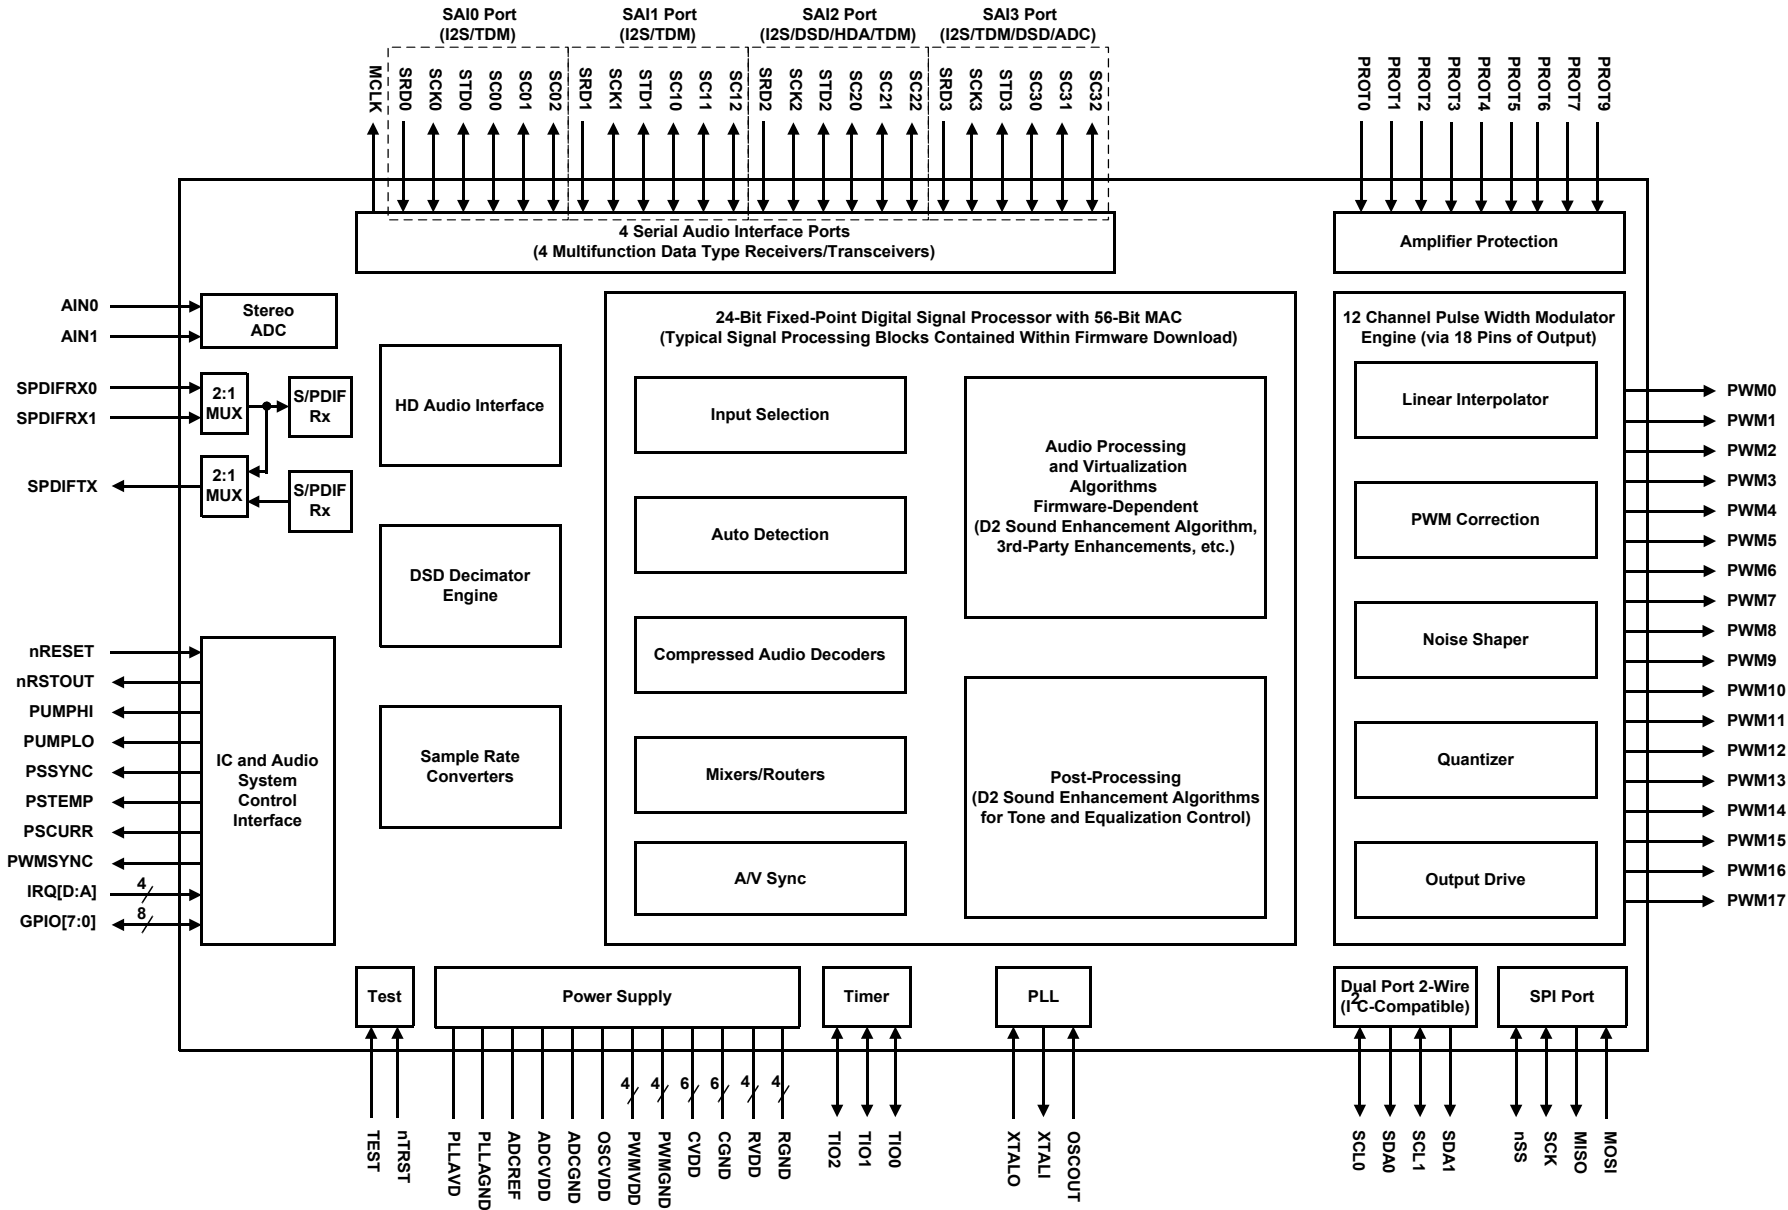 SAI0 Port
(I2S/TDM)
SAI1 Port
(I2S/TDM)
SAI2 Port
(I2S/DSD/HDA/TDM)
SAI3 Port
(I2S/TDM/DSD/ADC)
MCLK
SRD0
SCK0
STD0
SC00
SC01
SC02
SRD1
SCK1
STD1
SC10
SC11
SC12
SRD2
SCK2
STD2
SC20
SC21
SC22
SRD3
SCK3
STD3
SC30
SC31
SC32
PROT0
PROT1
PROT2
PROT3
PROT4
PROT5
PROT6
PROT7
PROT9
4 Serial Audio Interface Ports
(4 Multifunction Data Type Receivers/Transceivers)
Amplifier Protection
AIN0
AIN1
Stereo
ADC
SPDIFRX0
SPDIFRX1
2:1
MUX
S/PDIF
Rx
SPDIFTX
2:1
MUX
S/PDIF
Rx
HD Audio Interface
DSD Decimator
Engine
Sample Rate
Converters
24-Bit Fixed-Point Digital Signal Processor with 56-Bit MAC
(Typical Signal Processing Blocks Contained Within Firmware Download)
Input Selection
Auto Detection
Compressed Audio Decoders
Mixers/Routers
A/V Sync
Audio Processing
and Virtualization
Algorithms
Firmware-Dependent
(D2 Sound Enhancement Algorithm,
3rd-Party Enhancements, etc.)
Post-Processing
(D2 Sound Enhancement Algorithms
for Tone and Equalization Control)
12 Channel Pulse Width Modulator
Engine (via 18 Pins of Output)
Linear Interpolator
PWM Correction
Noise Shaper
Quantizer
Output Drive
PWM0
PWM1
PWM2
PWM3
PWM4
PWM5
PWM6
PWM7
PWM8
PWM9
PWM10
PWM11
PWM12
PWM13
PWM14
PWM15
PWM16
PWM17
nRESET
nRSTOUT
PUMPHI
PUMPLO
PSSYNC
PSTEMP
PSCURR
PWMSYNC
IRQ[D:A]
4
GPIO[7:0]
8
IC and Audio
System
Control
Interface
Test
Power Supply
Timer
PLL
Dual Port 2-Wire
(I2C-Compatible)
SPI Port
4
4
6
6
4
4
TEST
nTRST
PLLAVD
PLLAGND
ADCREF
ADCVDD
ADCGND
OSCVDD
PWMVDD
PWMGND
CVDD
CGND
RVDD
RGND
TIO2
TIO1
TIO0
XTALO
XTALI
OSCOUT
SCL0
SDA0
SCL1
SDA1
nSS
SCK
MISO
MOSI